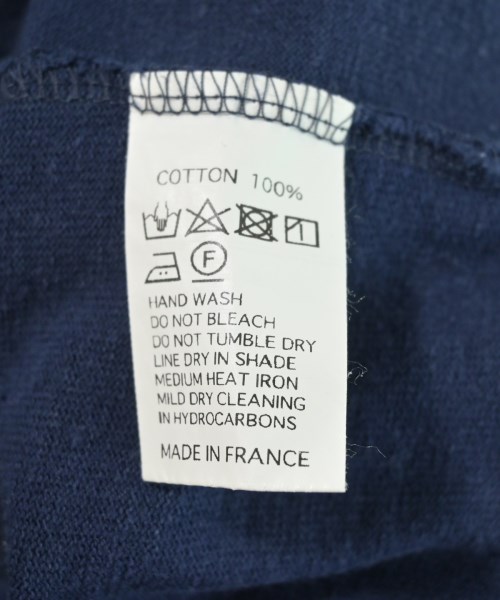 COTTON 100%
F
HAND WASH
DO NOT BLEACH
DO NOT TUMBLE DRY
LINE DRY IN SHADE
MEDIUM HEAT IRON
MILD DRY CLEANING
IN HYDROCARBONS
MADE IN FRANCE